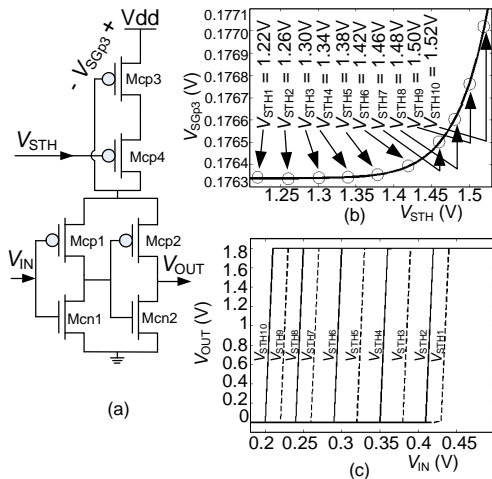 Vdd
- V_SGp3 +
Mcp3
V_STH
Mcp4
Mcp1
Mcp2
V_IN
V_OUT
Mcn1
Mcn2
(a)
V_SGp3 (V)
0.1771
0.1770
0.1768
0.1767
0.1766
0.1764
0.1763
V_STH1 = 1.22V
V_STH2 = 1.26V
V_STH3 = 1.30V
V_STH4 = 1.34V
V_STH5 = 1.38V
V_STH6 = 1.42V
V_STH7 = 1.46V
V_STH8 = 1.48V
V_STH9 = 1.50V
V_STH10 = 1.52V
1.25 1.3 1.35 1.4 1.45 1.5
(b)
V_STH (V)
V_OUT (V)
1.8
1.6
1.4
1.2
1.0
0.8
0.6
0.4
0.2
0
V_STH10
V_STH9
V_STH8
V_STH7
V_STH6
V_STH5
V_STH4
V_STH3
V_STH2
V_STH1
0.2 0.25 0.3 0.35 0.4 0.45
V_IN (V)
(c)